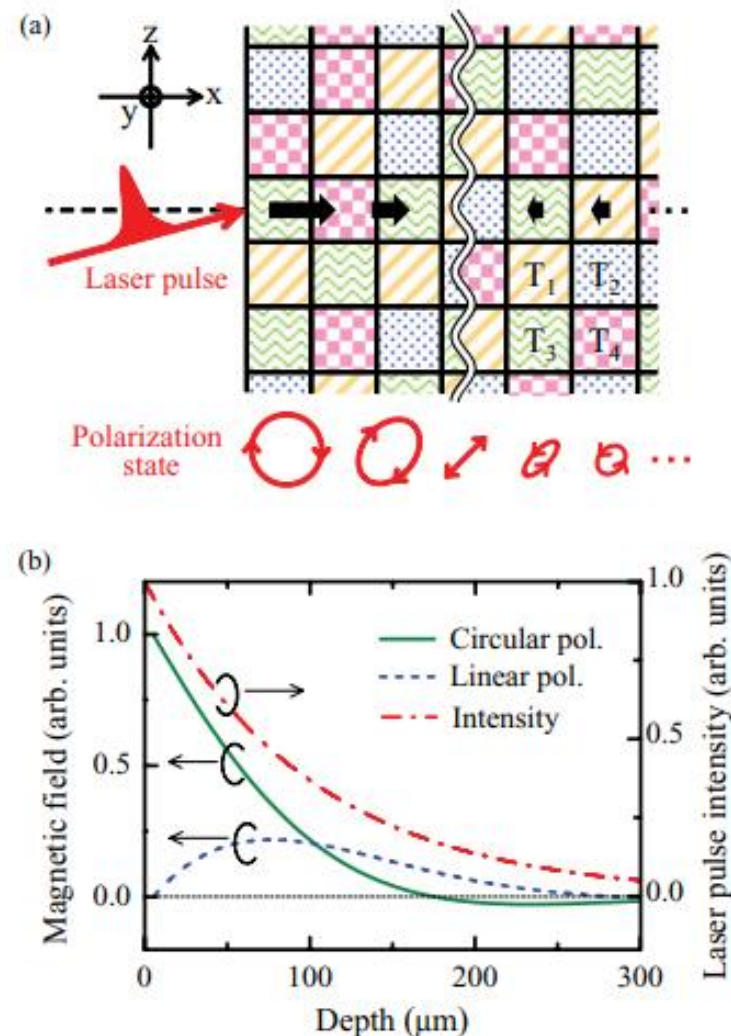 (a)
z
y
x
Laser pulse
T1 T2
T3 T4
...
Polarization
state
...
(b)
Magnetic field (arb. units)
1.0
0.5
0.0
Circular pol.
Linear pol.
Intensity
1.0
0.5
0.0
Laser pulse intensity (arb. units)
0 100 200 300
Depth (μm)